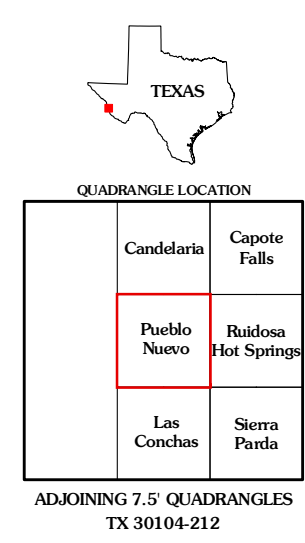 TEXAS
QUADRANGLE LOCATION
Candelaria
Capote
Falls
Pueblo
Nuevo
Ruidosa
Hot Springs
Las
Conchas
Sierra
Parda
ADJOINING 7.5' QUADRANGLES
TX 30104-212